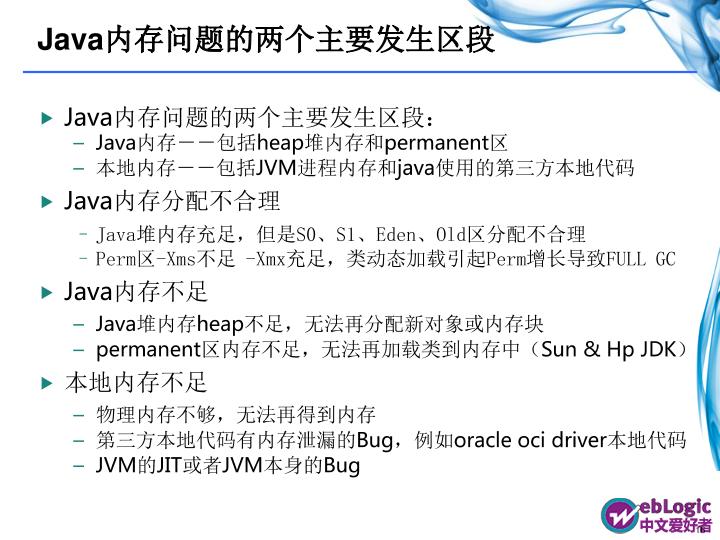 Java内存问题的两个主要发生区段
Java内存问题的两个主要发生区段：
– Java内存－－包括heap堆内存和permanent区
– 本地内存－－包括JVM进程内存和java使用的第三方本地代码
Java内存分配不合理
– Java堆内存充足，但是S0、S1、Eden、Old区分配不合理
– Perm区-Xms不足 -Xmx充足，类动态加载引起Perm增长导致FULL GC
Java内存不足
– Java堆内存heap不足，无法再分配新对象或内存块
– permanent区内存不足，无法再加载类到内存中（Sun & Hp JDK）
本地内存不足
– 物理内存不够，无法再得到内存
– 第三方本地代码有内存泄漏的Bug，例如oracle oci driver本地代码
– JVM的JIT或者JVM本身的Bug
WebLogic
中文爱好者